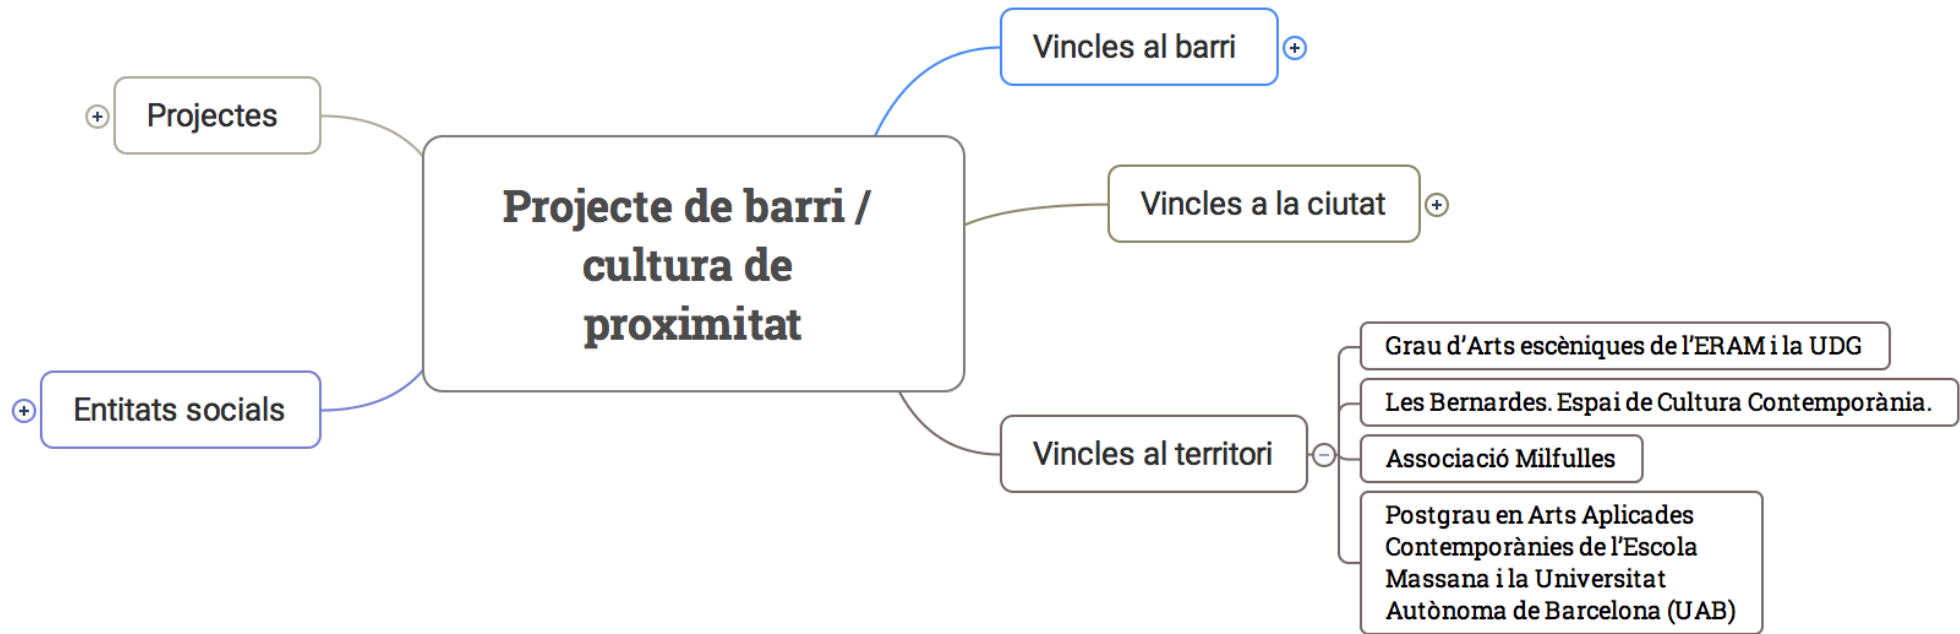 Projecte de barri /
cultura de
proximitat
Projectes
Entitats socials
Vincles al barri
Vincles a la ciutat
Vincles al territori
Grau d’Arts escèniques de l’ERAM i la UDG
Les Bernardes. Espai de Cultura Contemporània.
Associació Milfulles
Postgrau en Arts Aplicades
Contemporànies de l’Escola
Massana i la Universitat
Autònoma de Barcelona (UAB)